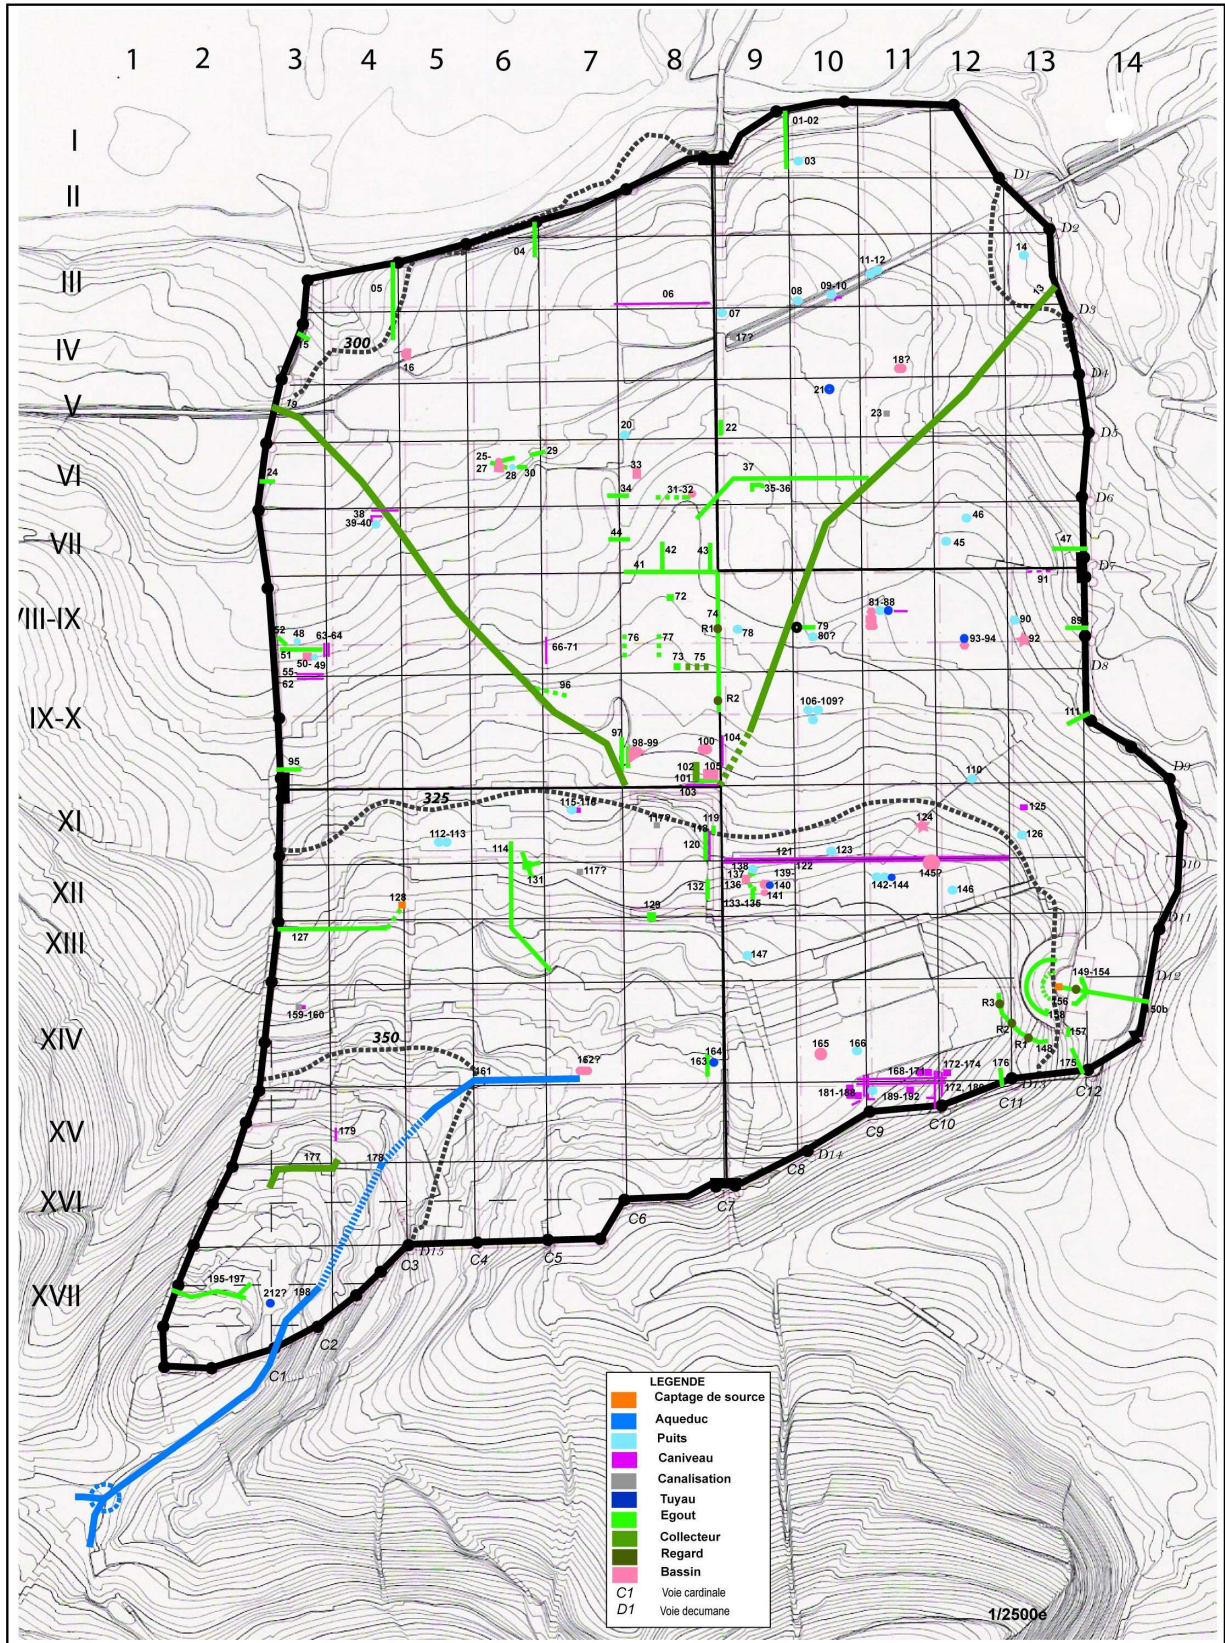 1 2 3 4 5 6 7 8 9 10 11 12 13 14
I
01-02
03
D1
II
D2
04
14
11-12
III
05
09-10
08
13
06
07
D3
15
17?
IV
300
16
18?
D4
21
V
19
23
20
22
D5
29
25-
27
28
30
VI
33
37
24
34
31-32
35-36
D6
38
39-40
46
44
45
47
VII
42
43
41
D7
91
72
81-88
VIII-IX
74
R1
79
90
89
52
48
63-64
76
77
78
80?
93-94
92
51
50-
49
66-71
73
75
55-
62
D8
96
R2
106-109?
IX-X
111
97
98-99
100
104
D9
95
102
105
110
101
103
325
115-116
125
XI
117?
124
119
112-113
118
126
114
120
121
123
122
D10
138
131
117?
137
139-
145?
136
140
142-144
146
XII
132
141
128
133-135
129
D11
127
XIII
147
D12
149-154
156
R3
158
150b
159-160
R2
157
XIV
350
R1
148
165
166
164
162?
163
172-174
175
168-171
176
161
D13
C12
181-188
189-192
C11
C9
C10
XV
179
177
178
C8
D14
XVI
C6
C7
D15
C3
C4
C5
195-197
XVII
212?
198
C2
C1
LEGENDE
Captage de source
Aqueduc
Puits
Caniveau
Canalisation
Tuyau
Egout
Collecteur
Regard
Bassin
C1 Voie cardinale
D1 Voie decumane
1/2500e